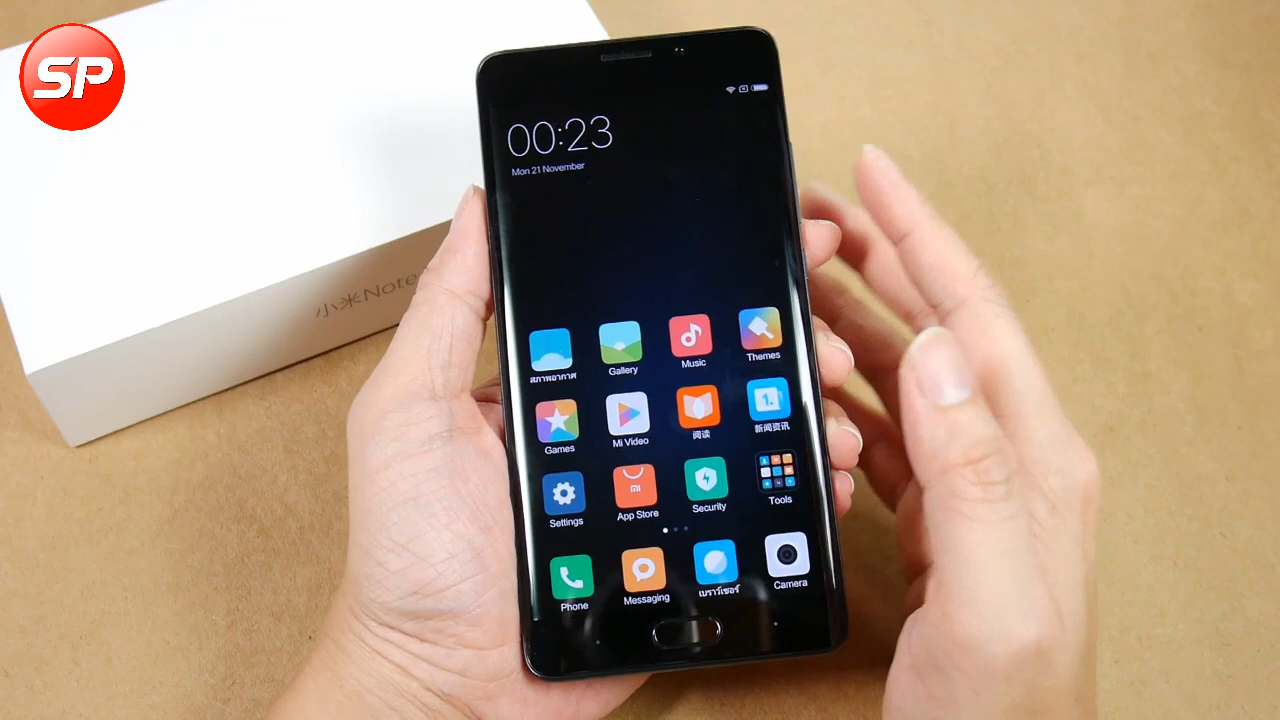 SP
小米Note
00:23
Mon 21 November
สภาพอากาศ
Gallery
Music
Themes
Games
Mi Video
阅读
1.
新闻资讯
Settings
mi
App Store
Security
Tools
Phone
Messaging
เบราว์เซอร์
Camera